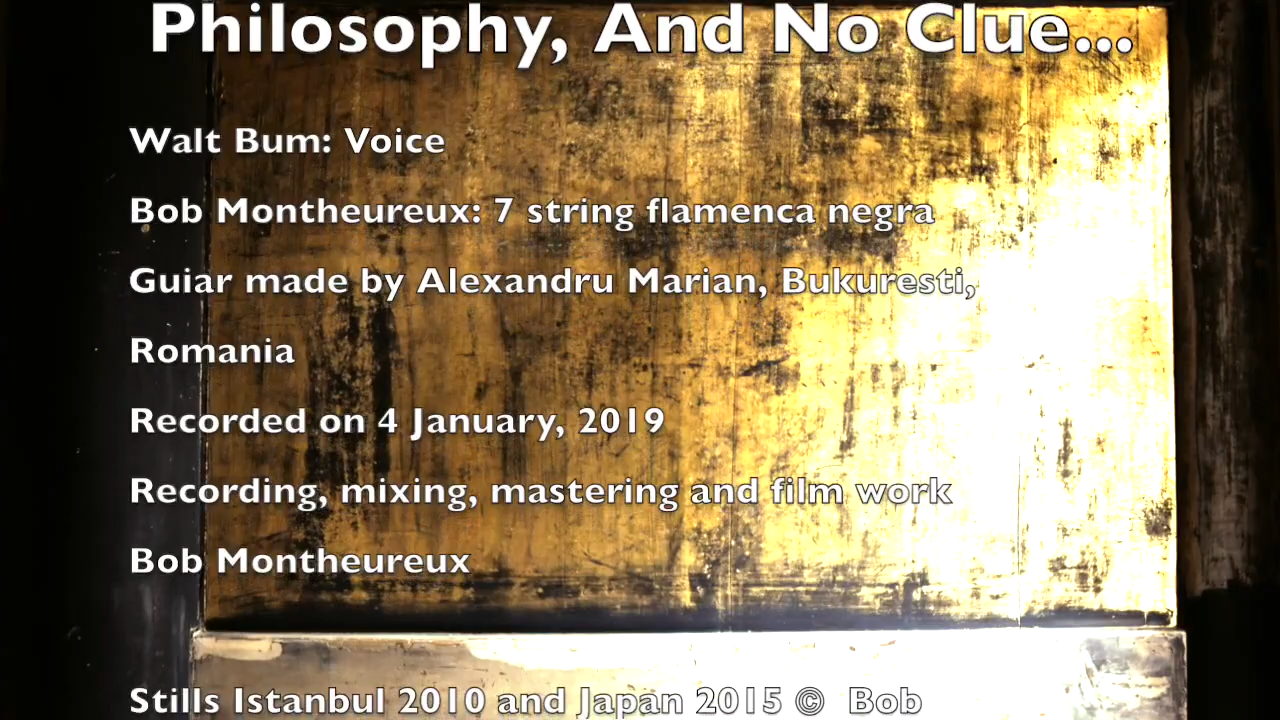 Philosophy, And No Clue...
Walt Bum: Voice
Bob Montheureux: 7 string flamenca negra
Guiar made by Alexandru Marian, Bukuresti,
Romania
Recorded on 4 January, 2019
Recording, mixing, mastering and film work
Bob Montheureux
Stills Istanbul 2010 and Japan 2015 © Bob